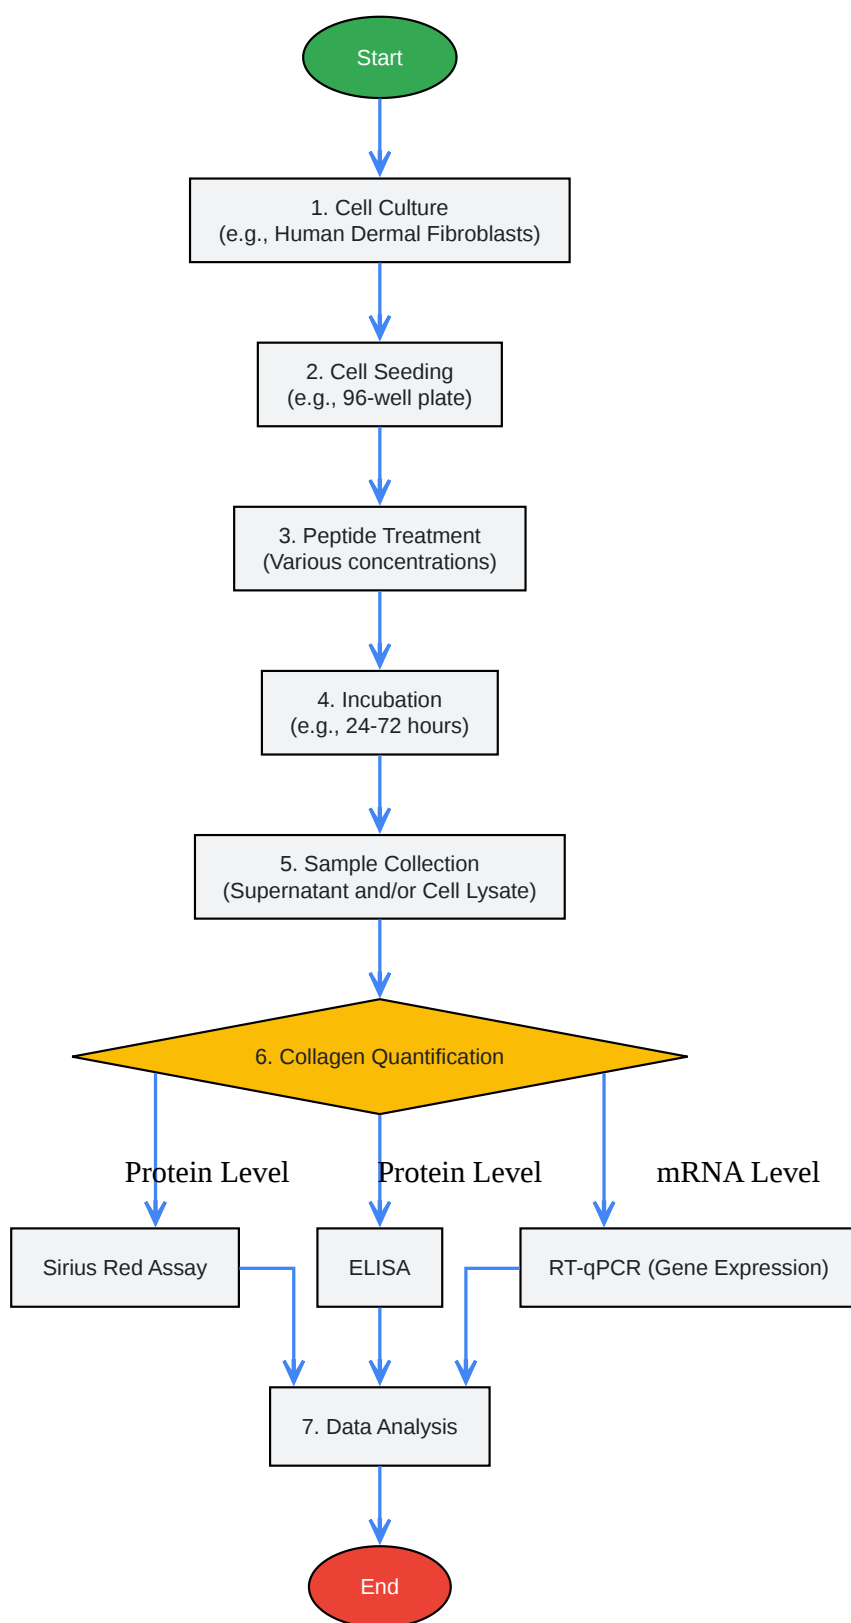 Start
1. Cell Culture
(e.g., Human Dermal Fibroblasts)
2. Cell Seeding
(e.g., 96-well plate)
3. Peptide Treatment
(Various concentrations)
4. Incubation
(e.g., 24-72 hours)
5. Sample Collection
(Supernatant and/or Cell Lysate)
6. Collagen Quantification
Protein Level
Protein Level
mRNA Level
Sirius Red Assay
ELISA
RT-qPCR (Gene Expression)
7. Data Analysis
End